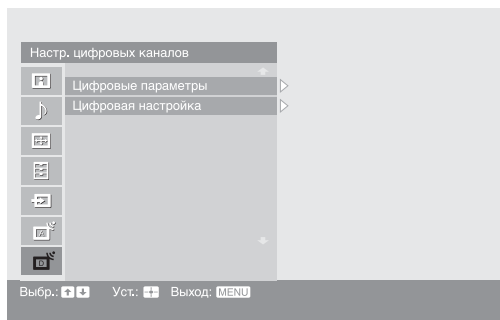 Настр. цифровых каналов
Цифровые параметры
Цифровая настройка
Выбр.: Уст.: Выход: MENU